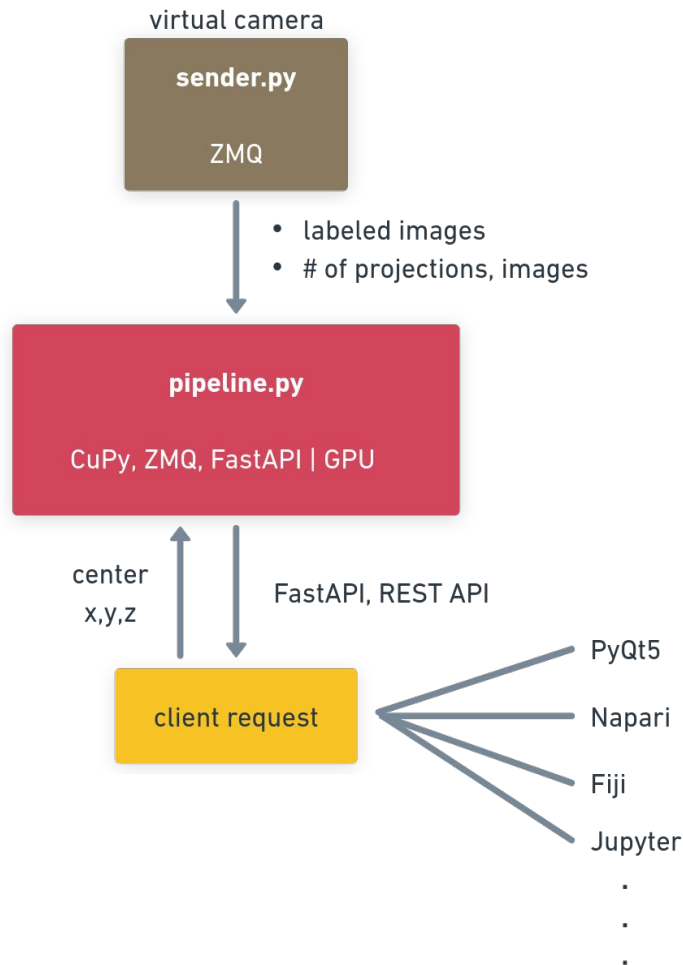 virtual camera
sender.py
ZMQ
• labeled images
• # of projections, images
pipeline.py
CuPy, ZMQ, FastAPI | GPU
center
x,y,z
FastAPI, REST API
client request
PyQt5
Napari
Fiji
Jupyter
.
.
.